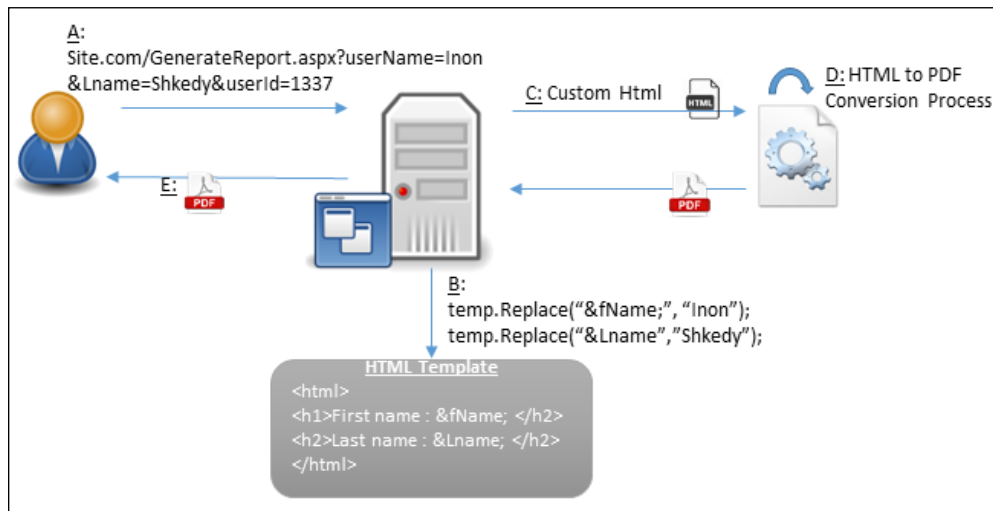 A:
Site.com/GenerateReport.aspx?userName=Inon
&Lname=Shkedy&userId=1337
C: Custom Html
HTML
D: HTML to PDF
Conversion Process
E:
PDF
PDF
B:
temp.Replace(“&fName;”, “Inon”);
temp.Replace(“&Lname”,”Shkedy”);
HTML Template
<html>
<h1>First name : &fName; </h2>
<h2>Last name : &Lname; </h2>
</html>